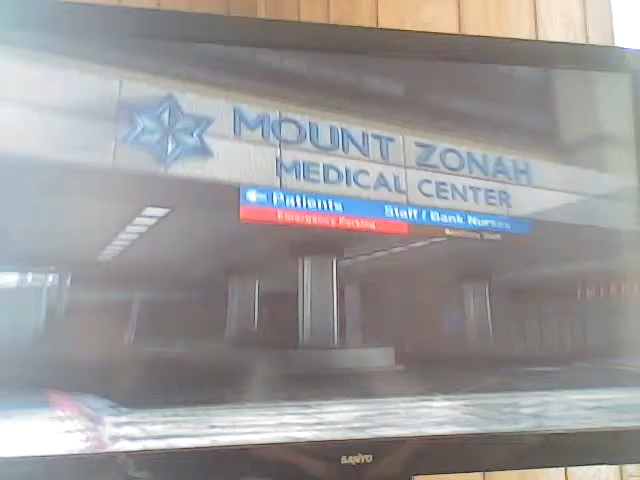 MOUNT ZONAH
MEDICAL CENTER
Patients Staff / Bank Nurses
Emergency Parking
SANYO